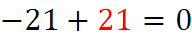 −21 + 21 = 0